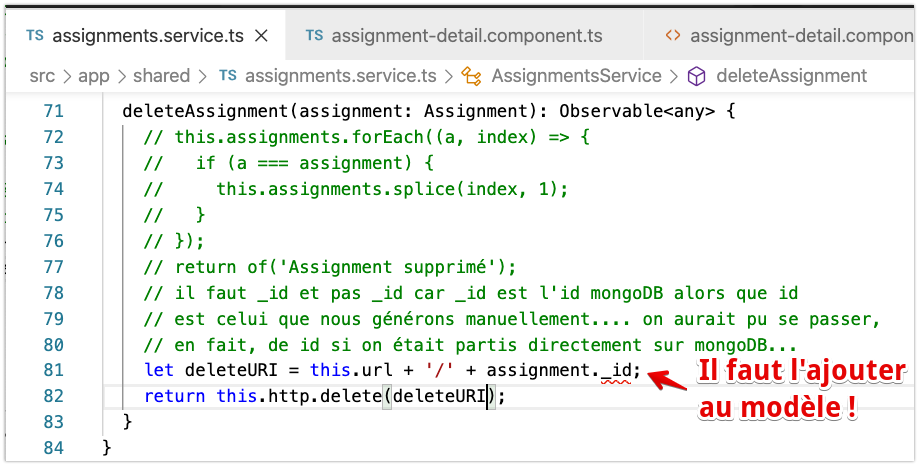 TS assignments.service.ts × TS assignment-detail.component.ts <> assignment-detail.compon
src > app > shared > TS assignments.service.ts > AssignmentsService > deleteAssignment
71 deleteAssignment(assignment: Assignment): Observable<any> {
72 // this.assignments.forEach((a, index) => {
73 //   if (a === assignment) {
74 //     this.assignments.splice(index, 1);
75 //   }
76 // });
77 // return of('Assignment supprimé');
78 // il faut _id et pas _id car _id est l'id mongoDB alors que id
79 // est celui que nous générons manuellement.... on aurait pu se passer,
80 // en fait, de id si on était partis directement sur mongoDB...
81 let deleteURI = this.url + '/' + assignment._id;
82 return this.http.delete(deleteURI);
83 }
84 }
Il faut l'ajouter
au modèle !